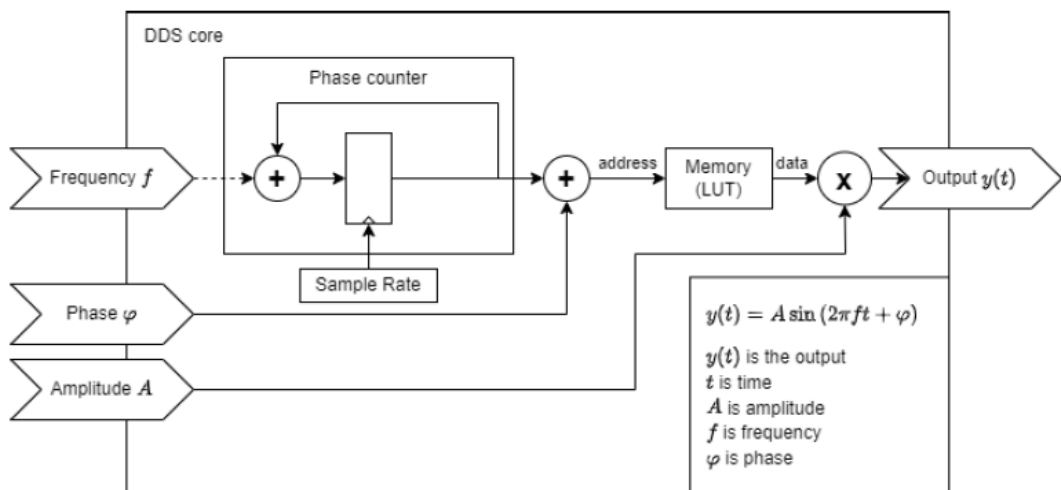 DDS core
Phase counter
Frequency f
+
+
address
Memory
(LUT)
data
X
Output y(t)
Sample Rate
Phase φ
Amplitude A
y(t) = A sin (2πft + φ)
y(t) is the output
t is time
A is amplitude
f is frequency
φ is phase